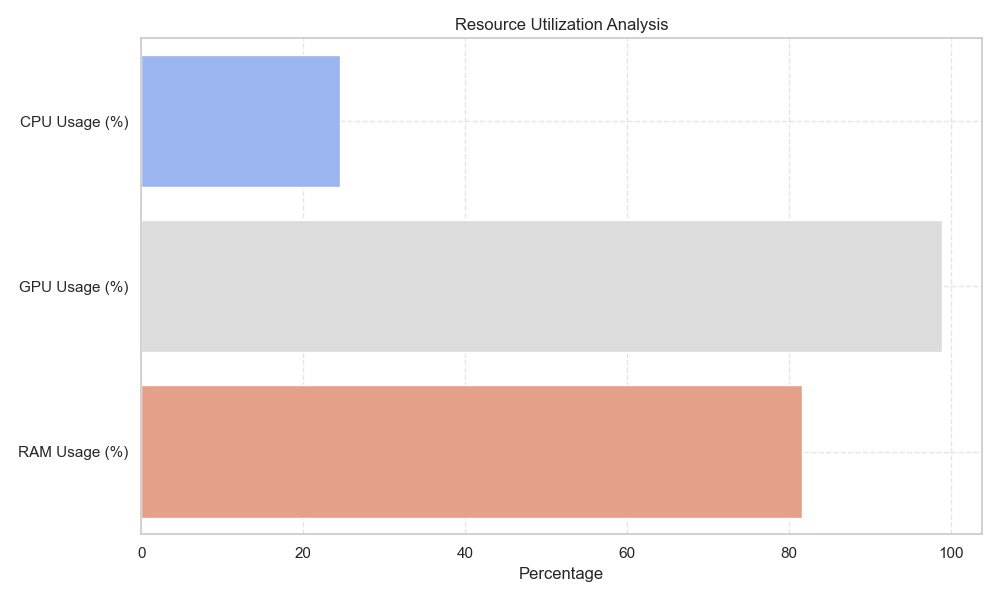 Resource Utilization Analysis
CPU Usage (%)
GPU Usage (%)
RAM Usage (%)
0 20 40 60 80 100
Percentage